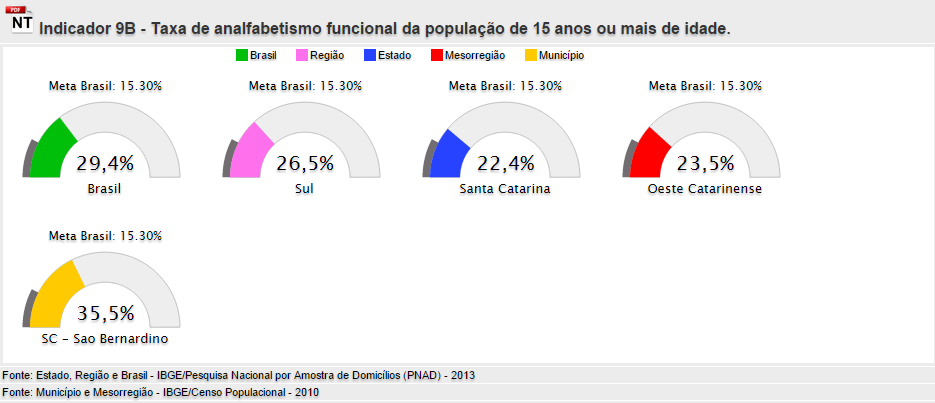 PDF
NT
Indicador 9B - Taxa de analfabetismo funcional da população de 15 anos ou mais de idade.
Brasil Região Estado Mesorregião Município
Meta Brasil: 15.30% Meta Brasil: 15.30% Meta Brasil: 15.30% Meta Brasil: 15.30%
29,4% 26,5% 22,4% 23,5%
Brasil Sul Santa Catarina Oeste Catarinense
Meta Brasil: 15.30%
35,5%
SC - Sao Bernardino
Fonte: Estado, Região e Brasil - IBGE/Pesquisa Nacional por Amostra de Domicílios (PNAD) - 2013
Fonte: Município e Mesorregião - IBGE/Censo Populacional - 2010